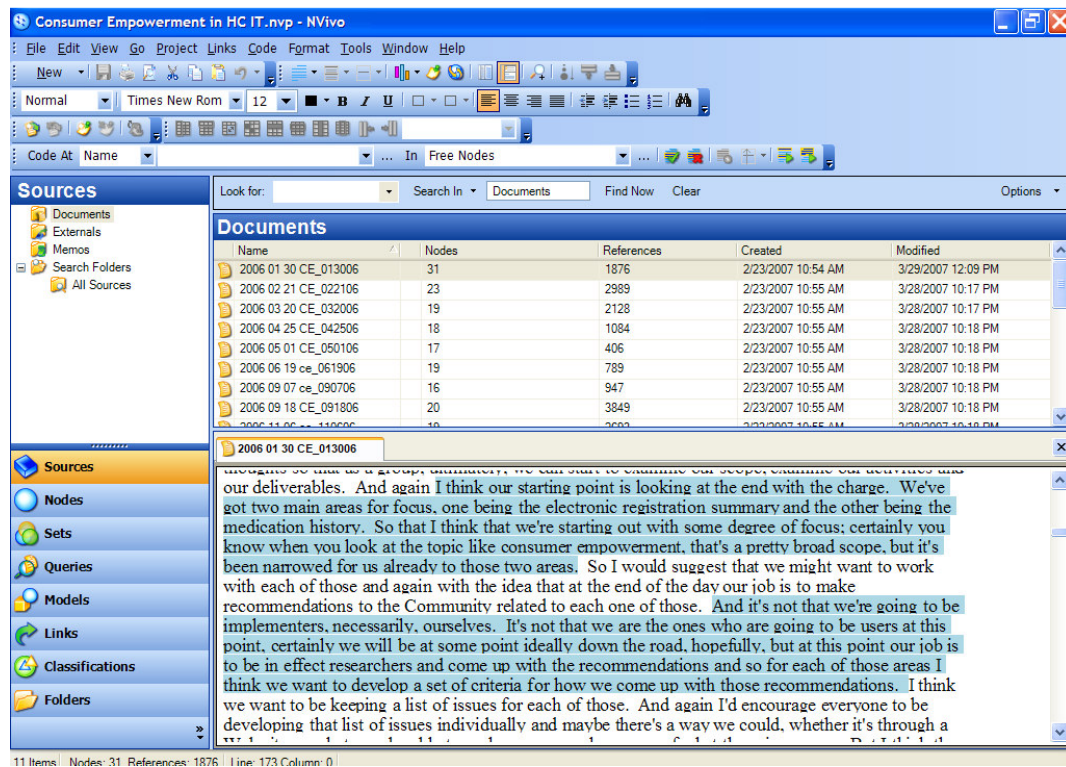 Consumer Empowerment in HC IT.nvp - NVivo
File Edit View Go Project Links Code Format Tools Window Help
New
Normal Times New Rom 12 B I U
Code At Name ... In Free Nodes ...
Sources
Documents
Externals
Memos
Search Folders
All Sources
Look for: Search In Documents Find Now Clear Options
Documents
Name Nodes References Created Modified
2006 01 30 CE_013006 31 1876 2/23/2007 10:54 AM 3/29/2007 12:09 PM
2006 02 21 CE_022106 23 2989 2/23/2007 10:55 AM 3/28/2007 10:17 PM
2006 03 20 CE_032006 19 2128 2/23/2007 10:55 AM 3/28/2007 10:17 PM
2006 04 25 CE_042506 18 1084 2/23/2007 10:55 AM 3/28/2007 10:18 PM
2006 05 01 CE_050106 17 406 2/23/2007 10:55 AM 3/28/2007 10:18 PM
2006 06 19 ce_061906 19 789 2/23/2007 10:55 AM 3/28/2007 10:18 PM
2006 09 07 ce_090706 16 947 2/23/2007 10:55 AM 3/28/2007 10:18 PM
2006 09 18 CE_091806 20 3849 2/23/2007 10:55 AM 3/28/2007 10:18 PM
Sources
Nodes
Sets
Queries
Models
Links
Classifications
Folders
2006 01 30 CE_013006
thoughts so that as a group, ultimately, we can start to examine our scope, examine our activities and
our deliverables. And again I think our starting point is looking at the end with the charge. We've
got two main areas for focus, one being the electronic registration summary and the other being the
medication history. So that I think that we're starting out with some degree of focus; certainly you
know when you look at the topic like consumer empowerment, that's a pretty broad scope, but it's
been narrowed for us already to those two areas. So I would suggest that we might want to work
with each of those and again with the idea that at the end of the day our job is to make
recommendations to the Community related to each one of those. And it's not that we're going to be
implementers, necessarily, ourselves. It's not that we are the ones who are going to be users at this
point, certainly we will be at some point ideally down the road, hopefully, but at this point our job is
to be in effect researchers and come up with the recommendations and so for each of those areas I
think we want to develop a set of criteria for how we come up with those recommendations. I think
we want to be keeping a list of issues for each of those. And again I'd encourage everyone to be
developing that list of issues individually and maybe there's a way we could, whether it's through a
11 Items Nodes: 31 References: 1876 Line: 173 Column: 0